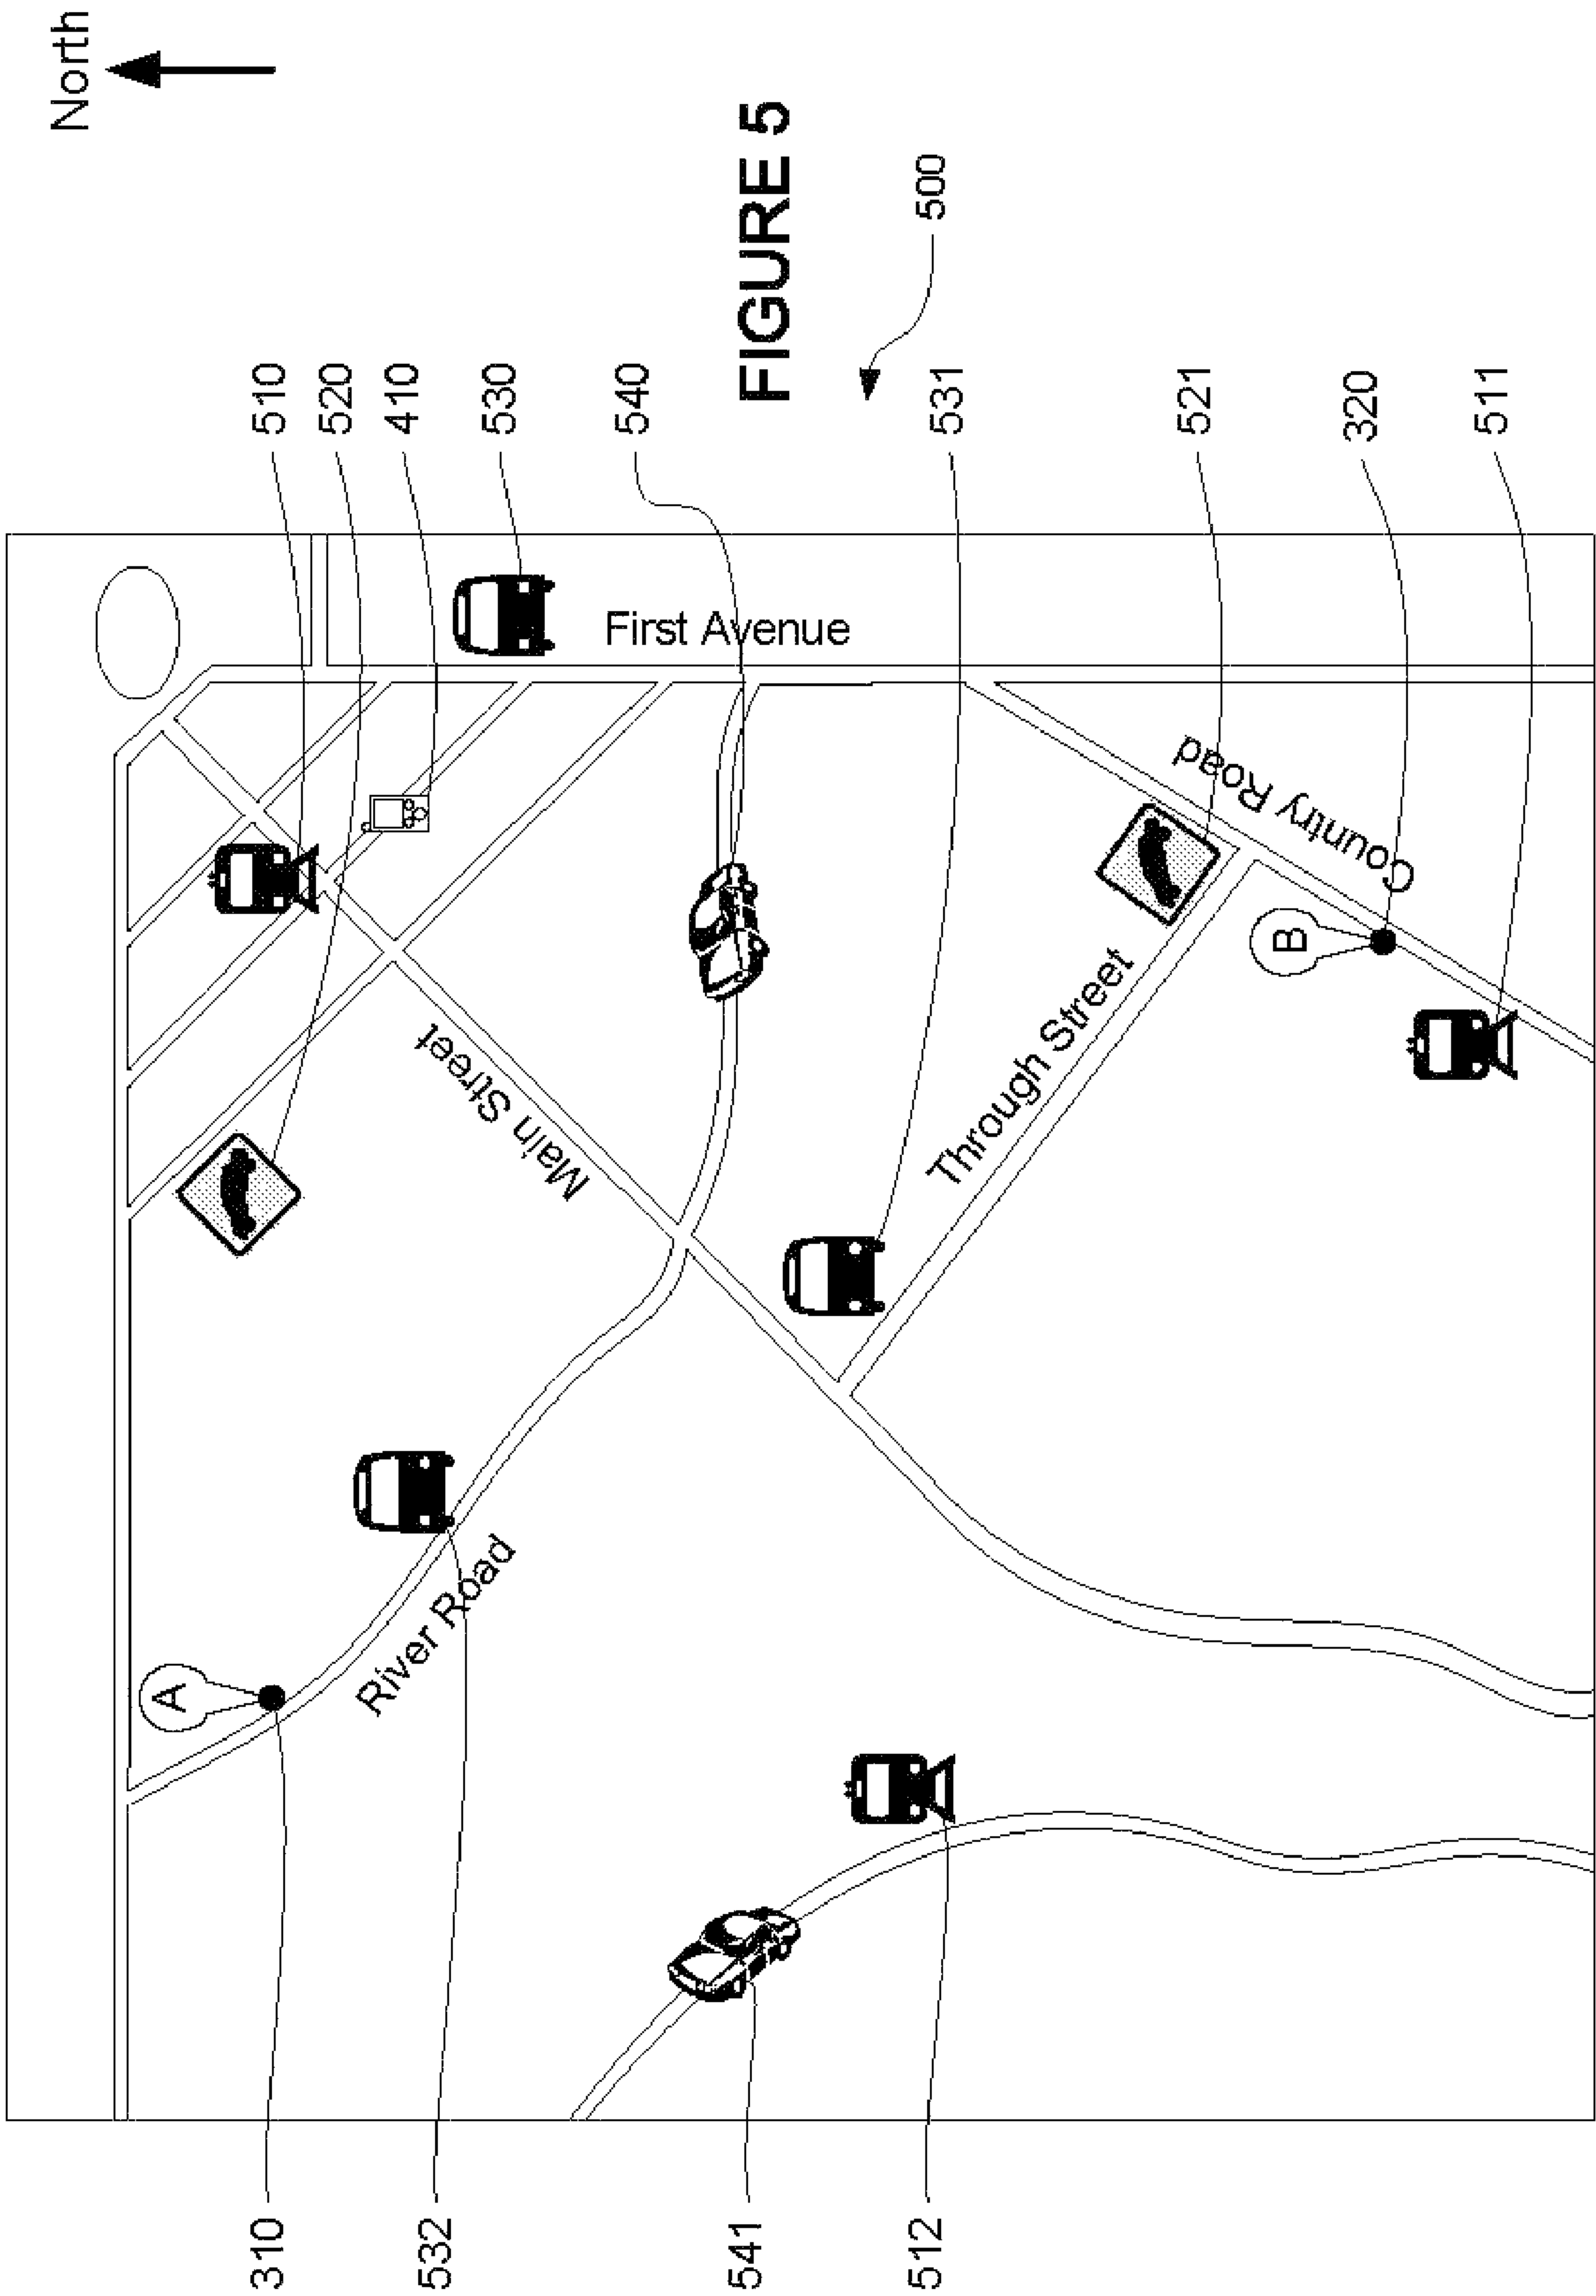 North
FIGURE 5
500
510
520
410
530
540
531
521
320
511
First Avenue
Main Street
Country Road
Through Street
River Road
A
B
310
532
541
512